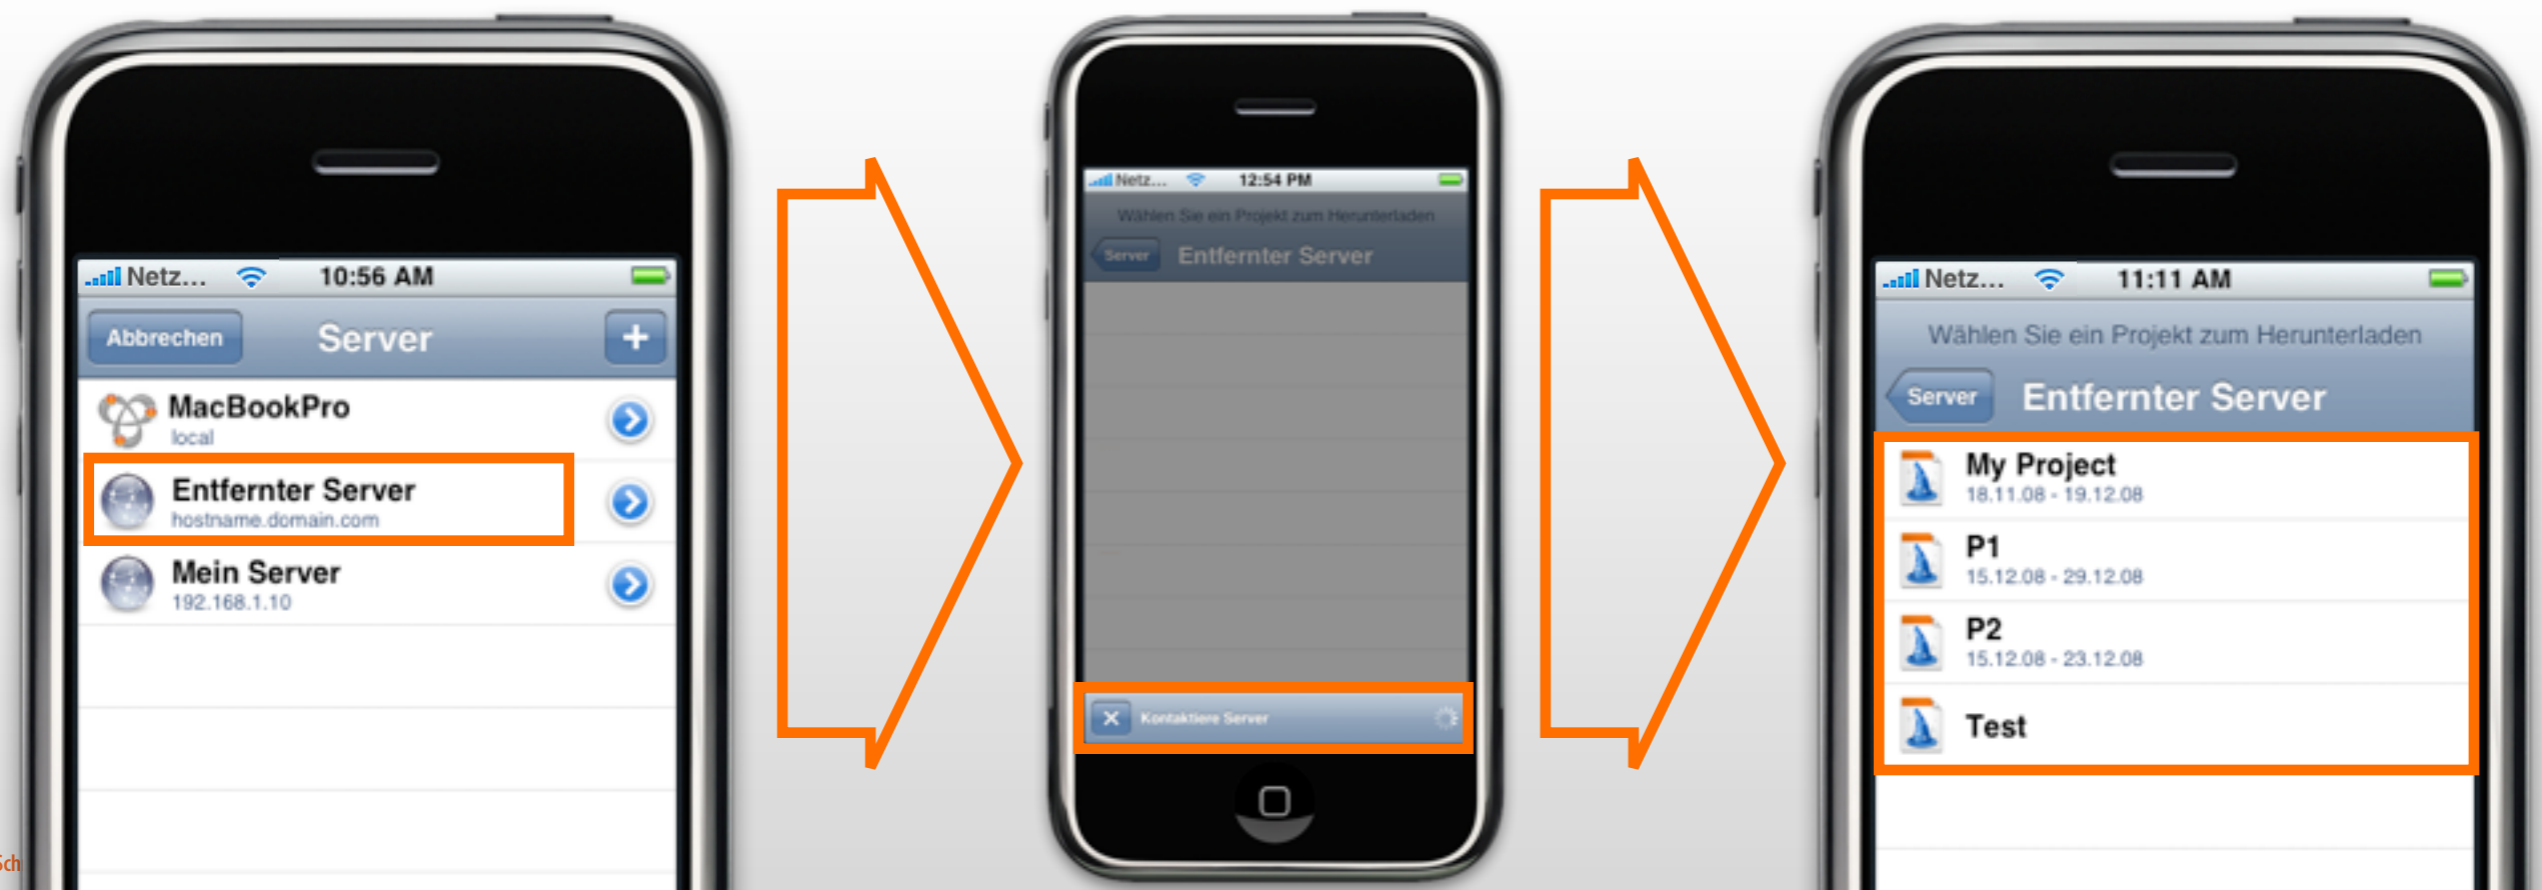 Netz... 10:56 AM
Abbrechen Server +
MacBookPro
local
Entfernter Server
hostname.domain.com
Mein Server
192.168.1.10
Netz... 12:54 PM
Wählen Sie ein Projekt zum Herunterladen
Server Entfernter Server
Kontaktiere Server
Netz... 11:11 AM
Wählen Sie ein Projekt zum Herunterladen
Server Entfernter Server
My Project
18.11.08 - 19.12.08
P1
15.12.08 - 29.12.08
P2
15.12.08 - 23.12.08
Test